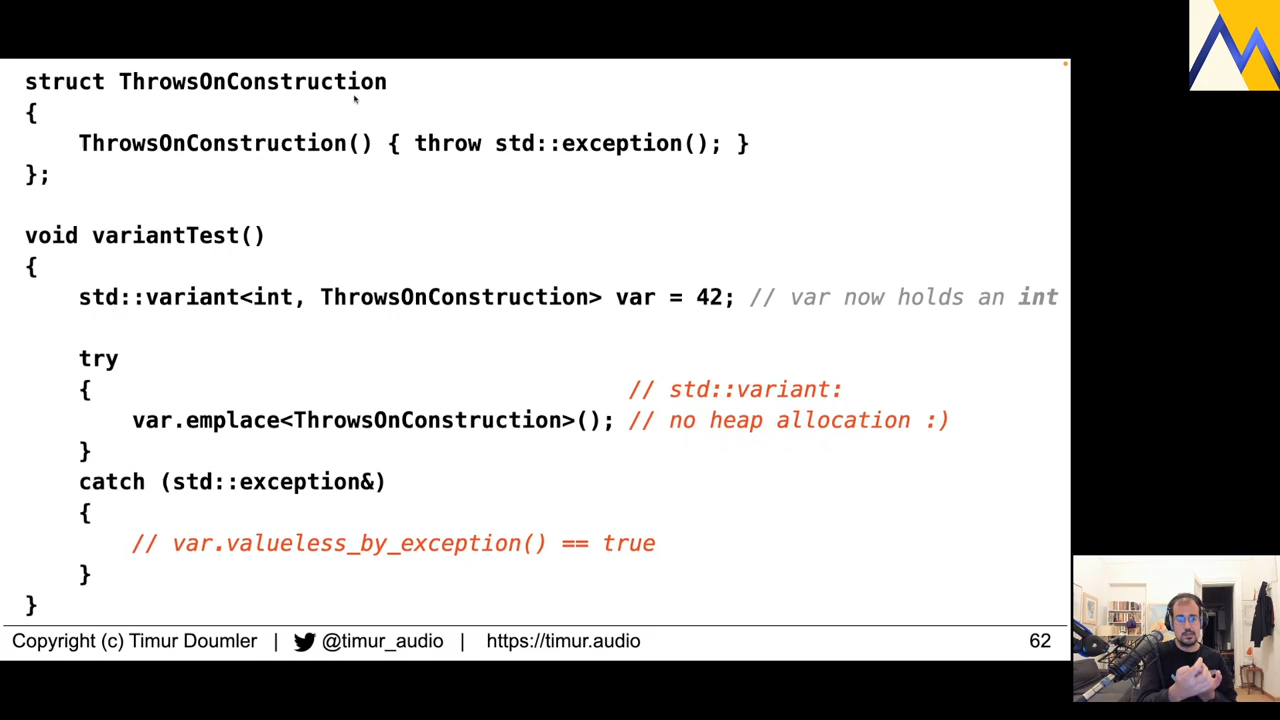 struct ThrowsOnConstruction
{
    ThrowsOnConstruction() { throw std::exception(); }
};
void variantTest()
{
    std::variant<int, ThrowsOnConstruction> var = 42; // var now holds an int
    try
    {                                        // std::variant:
        var.emplace<ThrowsOnConstruction>(); // no heap allocation :)
    }
    catch (std::exception&)
    {
        // var.valueless_by_exception() == true
    }
}
Copyright (c) Timur Doumler | @timur_audio | https://timur.audio 62